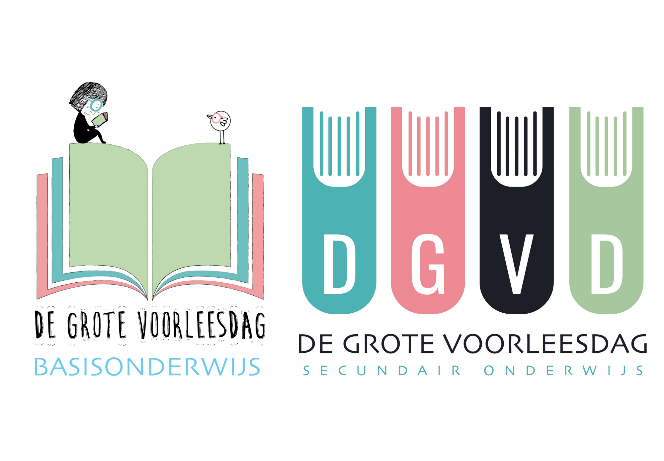 DE GROTE VOORLEESDAG
BASISONDERWIJS
D G V D
DE GROTE VOORLEESDAG
SECUNDAIR ONDERWIJS